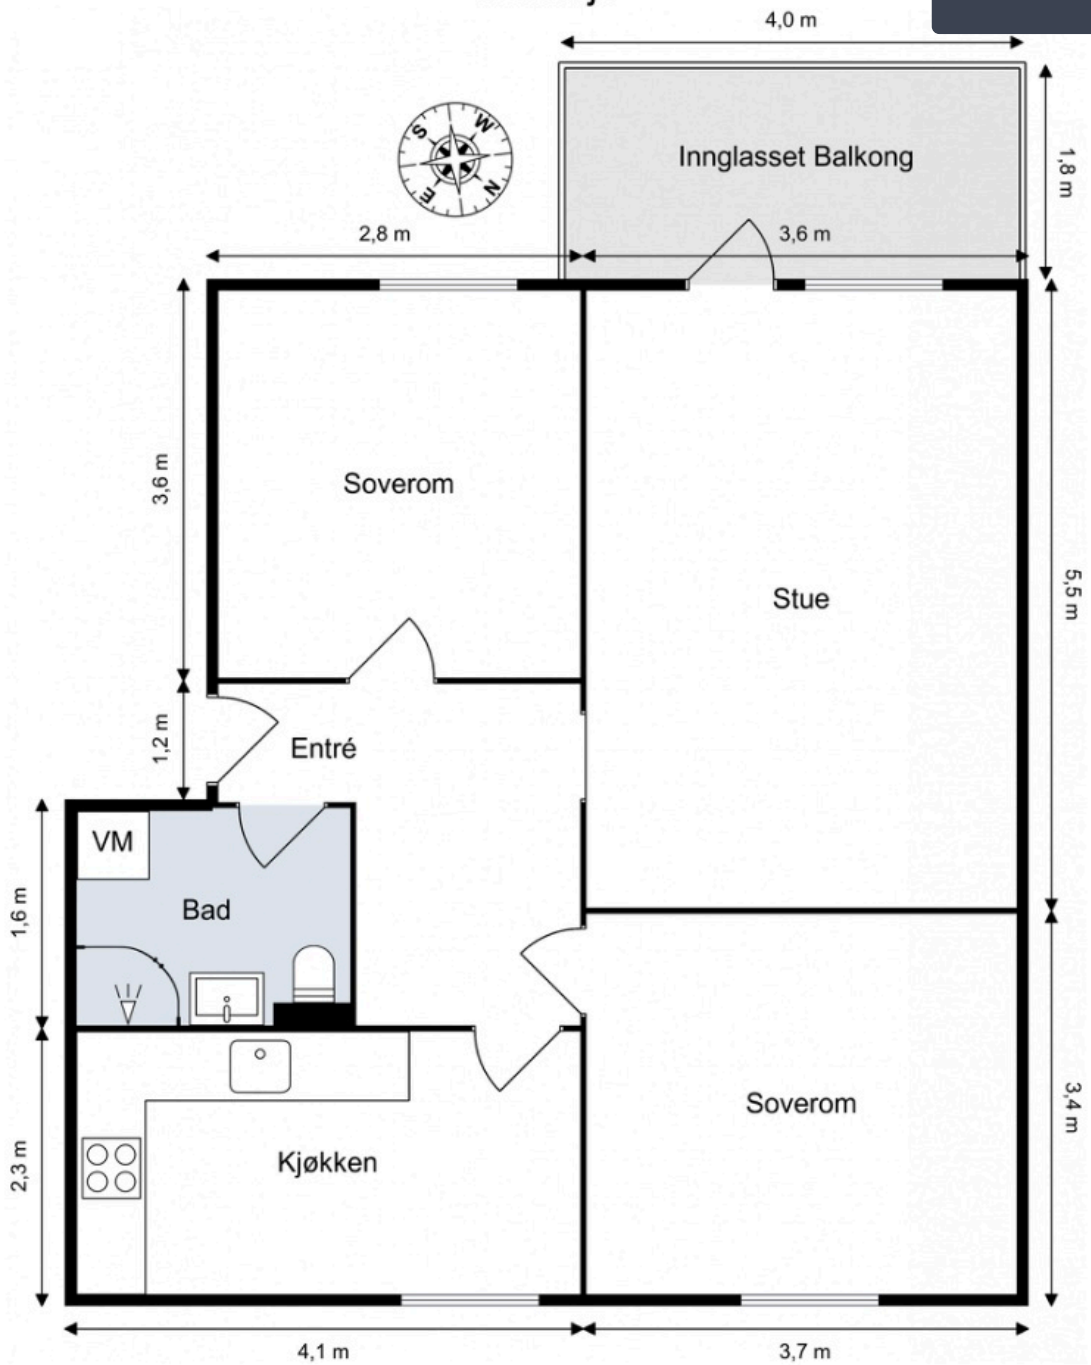 4,0 m
Innglasset Balkong
1,8 m
S
W
N
E
2,8 m
3,6 m
3,6 m
Soverom
Stue
5,5 m
1,2 m
Entré
VM
Bad
1,6 m
Soverom
3,4 m
Kjøkken
2,3 m
4,1 m
3,7 m